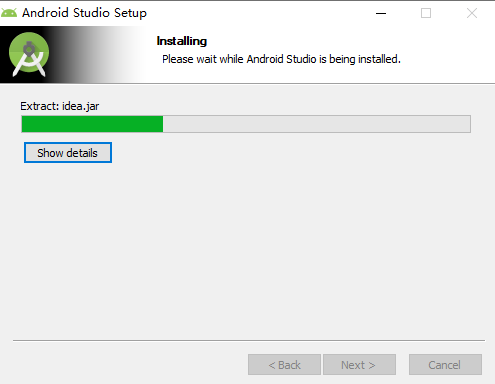 Android Studio Setup
Installing
Please wait while Android Studio is being installed.
Extract: idea.jar
Show details
< Back Next > Cancel